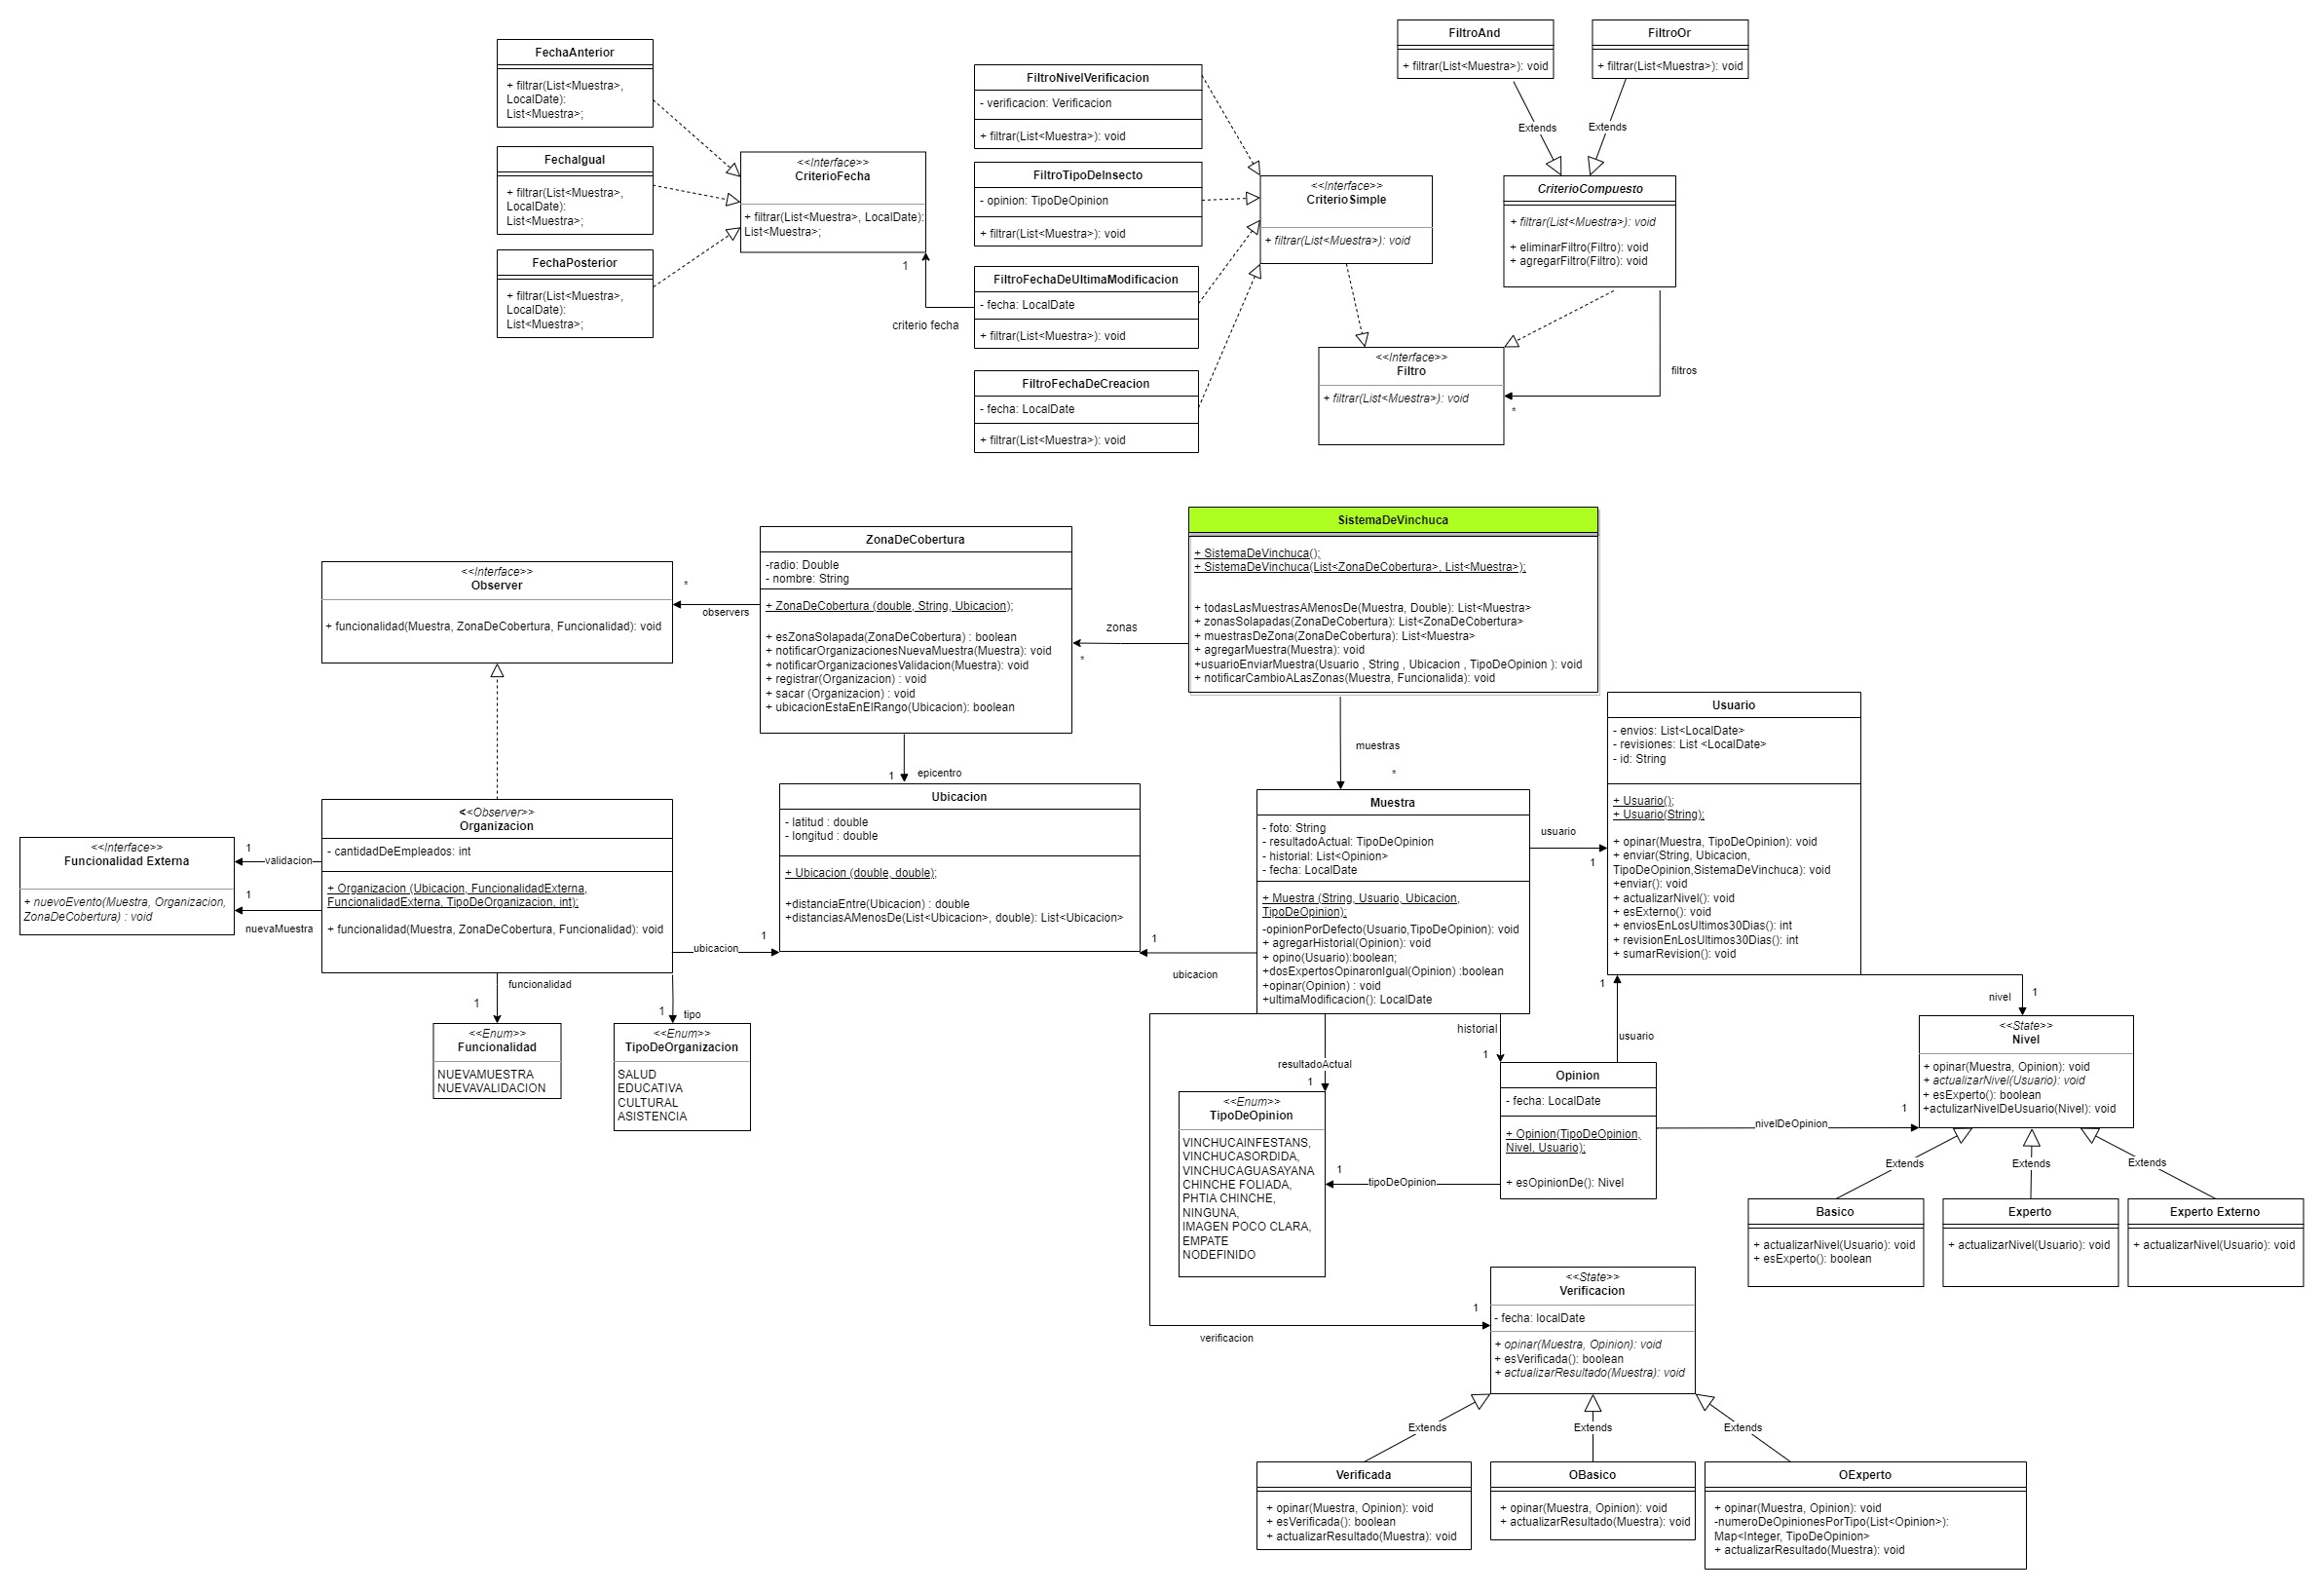 FechaAnterior
+ filtrar(List<Muestra>,
LocalDate):
List<Muestra>;
FechaIgual
+ filtrar(List<Muestra>,
LocalDate):
List<Muestra>;
FechaPosterior
+ filtrar(List<Muestra>,
LocalDate):
List<Muestra>;
<<Interface>>
CriterioFecha
+ filtrar(List<Muestra>, LocalDate):
List<Muestra>;
1
criterio fecha
FiltroNivelVerificacion
- verificacion: Verificacion
+ filtrar(List<Muestra>): void
FiltroTipoDeInsecto
- opinion: TipoDeOpinion
+ filtrar(List<Muestra>): void
FiltroFechaDeUltimaModificacion
- fecha: LocalDate
+ filtrar(List<Muestra>): void
FiltroFechaDeCreacion
- fecha: LocalDate
+ filtrar(List<Muestra>): void
<<Interface>>
CriterioSimple
+ filtrar(List<Muestra>): void
FiltroAnd
+ filtrar(List<Muestra>): void
FiltroOr
+ filtrar(List<Muestra>): void
Extends
Extends
CriterioCompuesto
+ filtrar(List<Muestra>): void
+ eliminarFiltro(Filtro): void
+ agregarFiltro(Filtro): void
<<Interface>>
Filtro
+ filtrar(List<Muestra>): void
filtros
*
SistemaDeVinchuca
+ SistemaDeVinchuca();
+ SistemaDeVinchuca(List<ZonaDeCobertura>, List<Muestra>);
+ todasLasMuestrasAMenosDe(Muestra, Double): List<Muestra>
+ zonasSolapadas(ZonaDeCobertura): List<ZonaDeCobertura>
+ muestrasDeZona(ZonaDeCobertura): List<Muestra>
+ agregarMuestra(Muestra): void
+usuarioEnviarMuestra(Usuario , String , Ubicacion , TipoDeOpinion ): void
+ notificarCambioALasZonas(Muestra, Funcionalida): void
zonas
*
ZonaDeCobertura
-radio: Double
- nombre: String
+ ZonaDeCobertura (double, String, Ubicacion);
+ esZonaSolapada(ZonaDeCobertura) : boolean
+ notificarOrganizacionesNuevaMuestra(Muestra): void
+ notificarOrganizacionesValidacion(Muestra): void
+ registrar(Organizacion) : void
+ sacar (Organizacion) : void
+ ubicacionEstaEnElRango(Ubicacion): boolean
*
observers
<<Interface>>
Observer
+ funcionalidad(Muestra, ZonaDeCobertura, Funcionalidad): void
1
epicentro
muestras
*
<<Interface>>
Funcionalidad Externa
+ nuevoEvento(Muestra, Organizacion,
ZonaDeCobertura) : void
1
validacion
1
nuevaMuestra
<<Observer>>
Organizacion
- cantidadDeEmpleados: int
+ Organizacion (Ubicacion, FuncionalidadExterna,
FuncionalidadExterna, TipoDeOrganizacion, int);
+ funcionalidad(Muestra, ZonaDeCobertura, Funcionalidad): void
ubicacion
1
Ubicacion
- latitud : double
- longitud : double
+ Ubicacion (double, double);
+distanciaEntre(Ubicacion) : double
+distanciasAMenosDe(List<Ubicacion>, double): List<Ubicacion>
1
ubicacion
Muestra
- foto: String
- resultadoActual: TipoDeOpinion
- historial: List<Opinion>
- fecha: LocalDate
+ Muestra (String, Usuario, Ubicacion,
TipoDeOpinion);
-opinionPorDefecto(Usuario,TipoDeOpinion): void
+ agregarHistorial(Opinion): void
+ opino(Usuario):boolean;
+dosExpertosOpinaronIgual(Opinion) :boolean
+opinar(Opinion) : void
+ultimaModificacion(): LocalDate
usuario
1
Usuario
- envios: List<LocalDate>
- revisiones: List <LocalDate>
- id: String
+ Usuario();
+ Usuario(String);
+ opinar(Muestra, TipoDeOpinion): void
+ enviar(String, Ubicacion,
TipoDeOpinion,SistemaDeVinchuca): void
+enviar(): void
+ actualizarNivel(): void
+ esExterno(): void
+ enviosEnLosUltimos30Dias(): int
+ revisionEnLosUltimos30Dias(): int
+ sumarRevision(): void
funcionalidad
1
1
tipo
<<Enum>>
Funcionalidad
NUEVAMUESTRA
NUEVAVALIDACION
<<Enum>>
TipoDeOrganizacion
SALUD
EDUCATIVA
CULTURAL
ASISTENCIA
resultadoActual
1
historial
1
1
usuario
nivel
1
<<Enum>>
TipoDeOpinion
VINCHUCAINFESTANS,
VINCHUCASORDIDA,
VINCHUCAGUASAYANA
CHINCHE FOLIADA,
PHTIA CHINCHE,
NINGUNA,
IMAGEN POCO CLARA,
EMPATE
NODEFINIDO
Opinion
- fecha: LocalDate
+ Opinion(TipoDeOpinion,
Nivel, Usuario);
+ esOpinionDe(): Nivel
1
tipoDeOpinion
nivelDeOpinion
1
<<State>>
Nivel
+ opinar(Muestra, Opinion): void
+ actualizarNivel(Usuario): void
+ esExperto(): boolean
+actulizarNivelDeUsuario(Nivel): void
Extends
Extends
Extends
Basico
+ actualizarNivel(Usuario): void
+ esExperto(): boolean
Experto
+ actualizarNivel(Usuario): void
Experto Externo
+ actualizarNivel(Usuario): void
1
verificacion
<<State>>
Verificacion
- fecha: localDate
+ opinar(Muestra, Opinion): void
+ esVerificada(): boolean
+ actualizarResultado(Muestra): void
Extends
Extends
Extends
Verificada
+ opinar(Muestra, Opinion): void
+ esVerificada(): boolean
+ actualizarResultado(Muestra): void
OBasico
+ opinar(Muestra, Opinion): void
+ actualizarResultado(Muestra): void
OExperto
+ opinar(Muestra, Opinion): void
-numeroDeOpinionesPorTipo(List<Opinion>):
Map<Integer, TipoDeOpinion>
+ actualizarResultado(Muestra): void